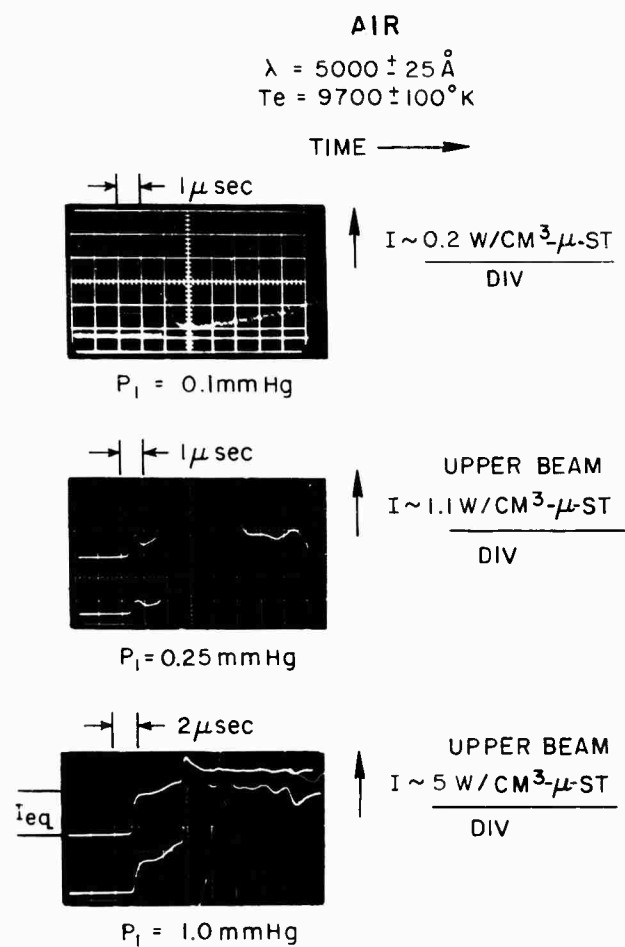 AIR
λ = 5000 ± 25 Å
Te = 9700 ± 100°K
TIME
1 μ sec
I ~ 0.2 W/CM³-μ-ST
DIV
P₁ = 0.1mm Hg
1 μ sec
UPPER BEAM
I ~ 1.1 W/CM³-μ-ST
DIV
P₁ = 0.25 mm Hg
2 μ sec
UPPER BEAM
I ~ 5 W/CM³-μ-ST
DIV
Ieq
P₁ = 1.0 mm Hg